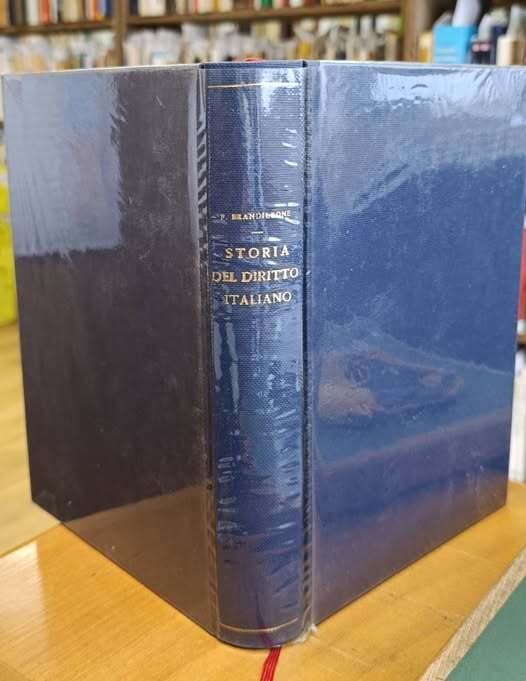 F. BRANDILEONE
STORIA
DEL DIRITTO
ITALIANO